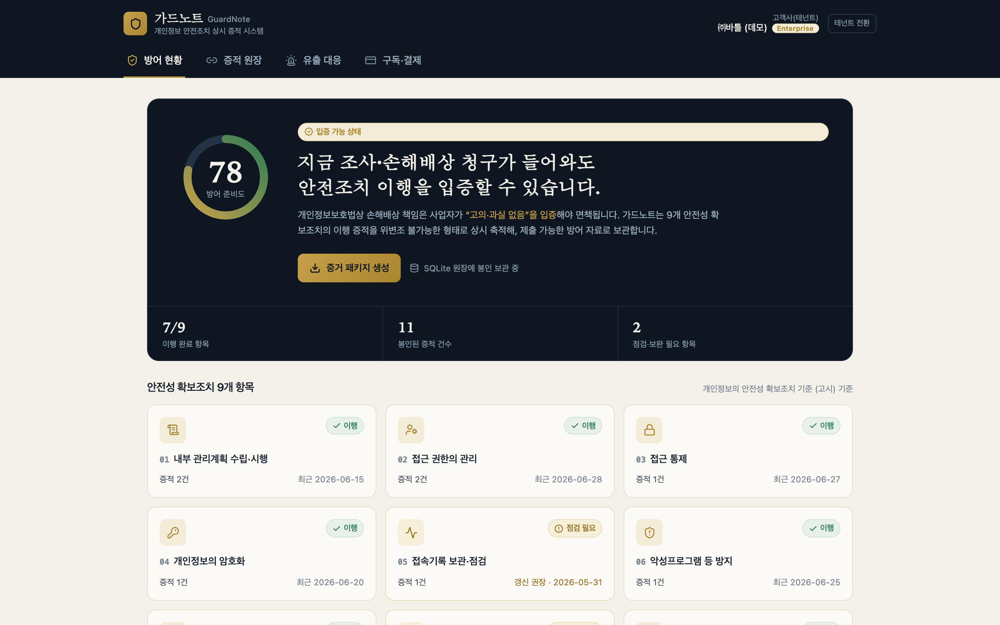 가드노트 GuardNote
개인정보 안전조치 상시 증적 시스템
고객사(테넌트)
㈜바틀 (데모) Enterprise
테넌트 전환
방어 현황
증적 원장
유출 대응
구독·결제
입증 가능 상태
78
방어 준비도
지금 조사·손해배상 청구가 들어와도
안전조치 이행을 입증할 수 있습니다.
개인정보보호법상 손해배상 책임은 사업자가 “고의·과실 없음”을 입증해야 면책됩니다. 가드노트는 9개 안전성 확
보조치의 이행 증적을 위변조 불가능한 형태로 상시 축적해, 제출 가능한 방어 자료로 보관합니다.
증거 패키지 생성
SQLite 원장에 봉인 보관 중
7/9
이행 완료 항목
11
봉인된 증적 건수
2
점검·보완 필요 항목
안전성 확보조치 9개 항목
개인정보의 안전성 확보조치 기준 (고시) 기준
이행
01 내부 관리계획 수립·시행
증적 2건
최근 2026-06-15
이행
02 접근 권한의 관리
증적 2건
최근 2026-06-28
이행
03 접근 통제
증적 1건
최근 2026-06-27
이행
04 개인정보의 암호화
증적 1건
최근 2026-06-20
점검 필요
05 접속기록 보관·점검
증적 1건
갱신 권장 · 2026-05-31
이행
06 악성프로그램 등 방지
증적 1건
최근 2026-06-25